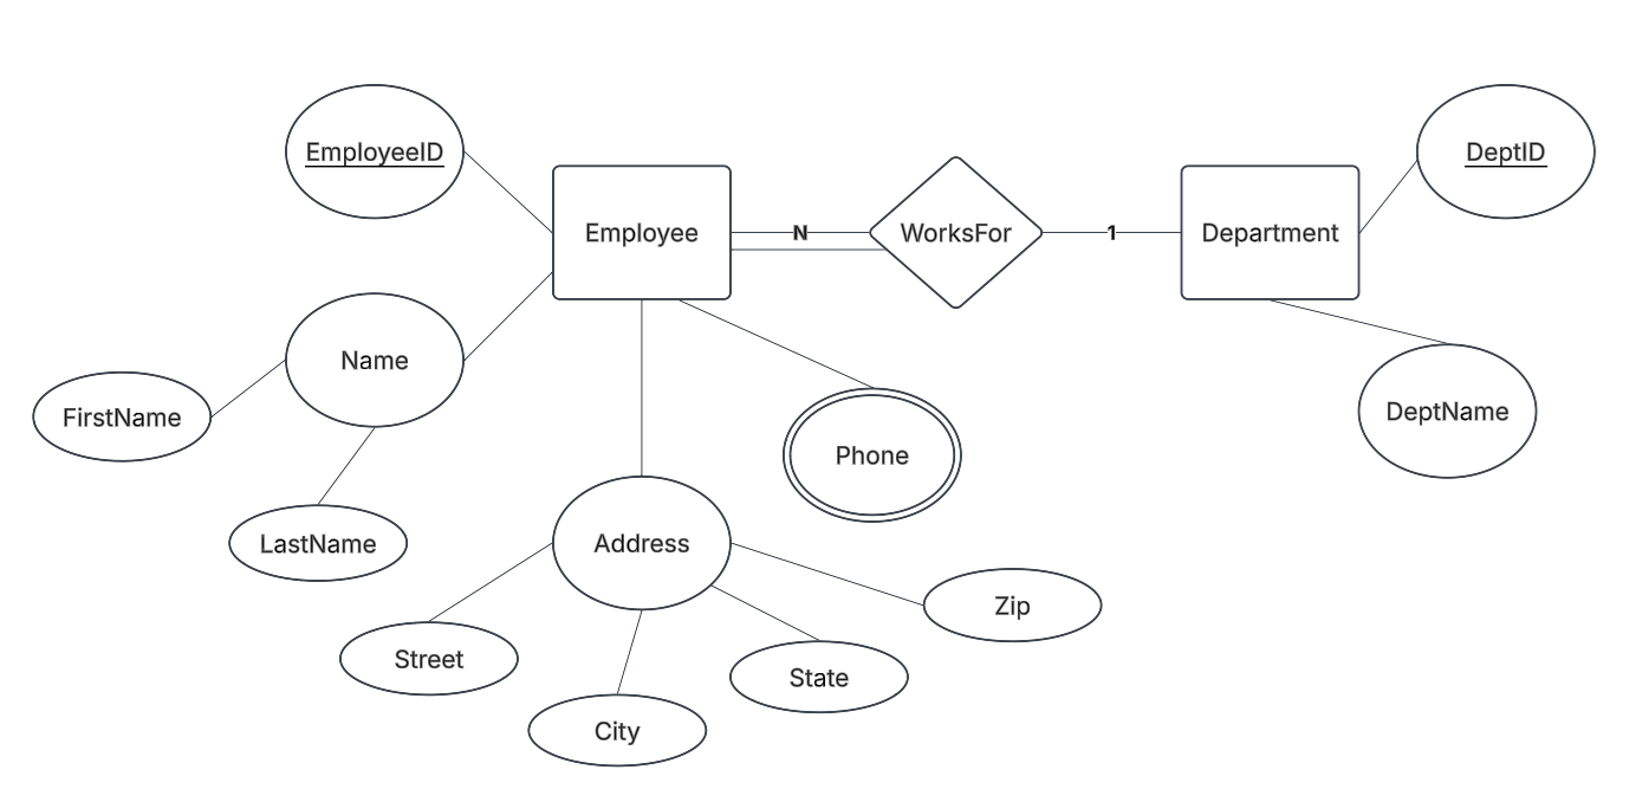 EmployeeID
DeptID
Employee
N
WorksFor
1
Department
Name
FirstName
DeptName
Phone
LastName
Address
Zip
Street
State
City